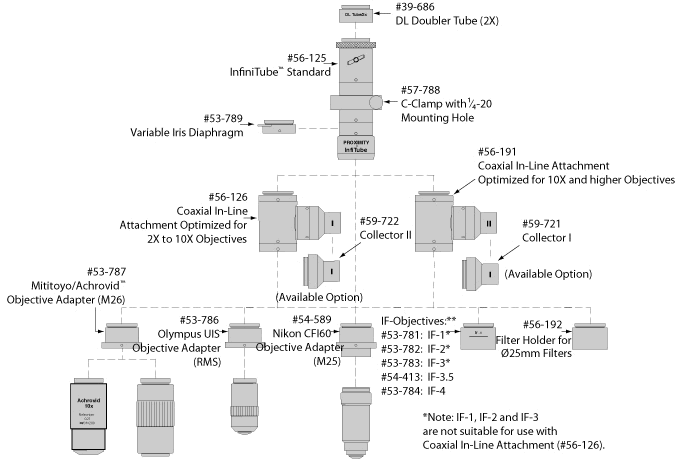 #39-686
DL Doubler Tube (2X)
DL Tube2x
#56-125
InfiniTube™ Standard
#57-788
C-Clamp with ¼-20
Mounting Hole
#53-789
Variable Iris Diaphragm
PROXIMITY
InfiTube
#56-191
Coaxial In-Line Attachment
Optimized for 10X and higher Objectives
#56-126
Coaxial In-Line
Attachment Optimized for
2X to 10X Objectives
I
#59-722
Collector II
I
(Available Option)
II
#59-721
Collector I
I
(Available Option)
#53-787
Mititoyo/Achrovid™
Objective Adapter (M26)
#53-786
Olympus UIS
Objective Adapter
(RMS)
#54-589
Nikon CFI60
Objective Adapter
(M25)
IF-Objectives:**
#53-781: IF-1*
#53-782: IF-2*
#53-783: IF-3*
#54-413: IF-3.5
#53-784: IF-4
#56-192
Filter Holder for
Ø25mm Filters
Achrovid
10x
*Note: IF-1, IF-2 and IF-3
are not suitable for use with
Coaxial In-Line Attachment (#56-126).